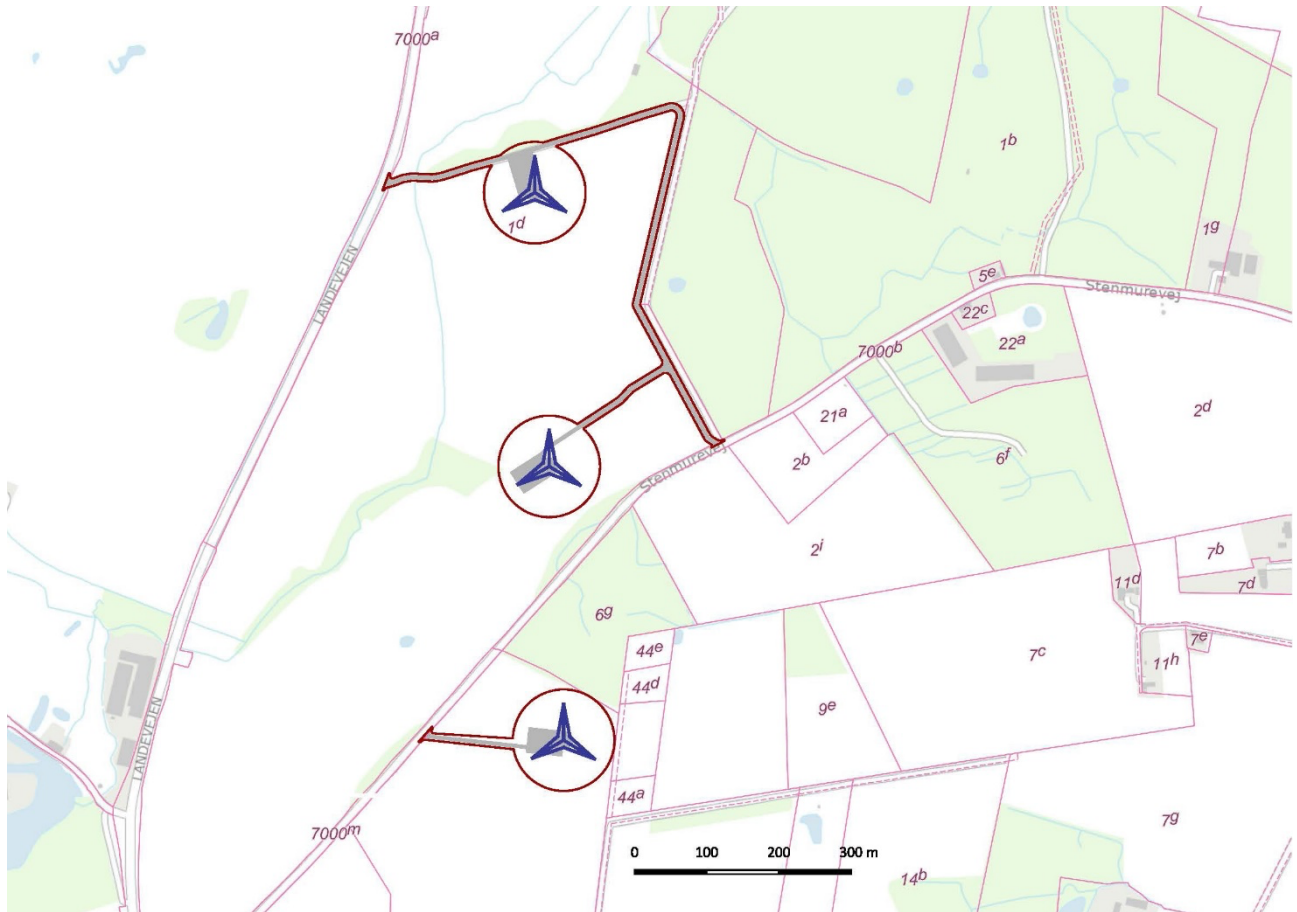 7000a
1b
1g
1d
LANDEVEJEN
5e
Stenmurevej
22c
7000b
22a
21a
2d
2b
6f
Stenmurevej
2i
7b
11d
7d
6g
44e
7e
7c
11h
44d
9e
LANDEVEJEN
44a
7000m
7g
0 100 200 300 m
14b